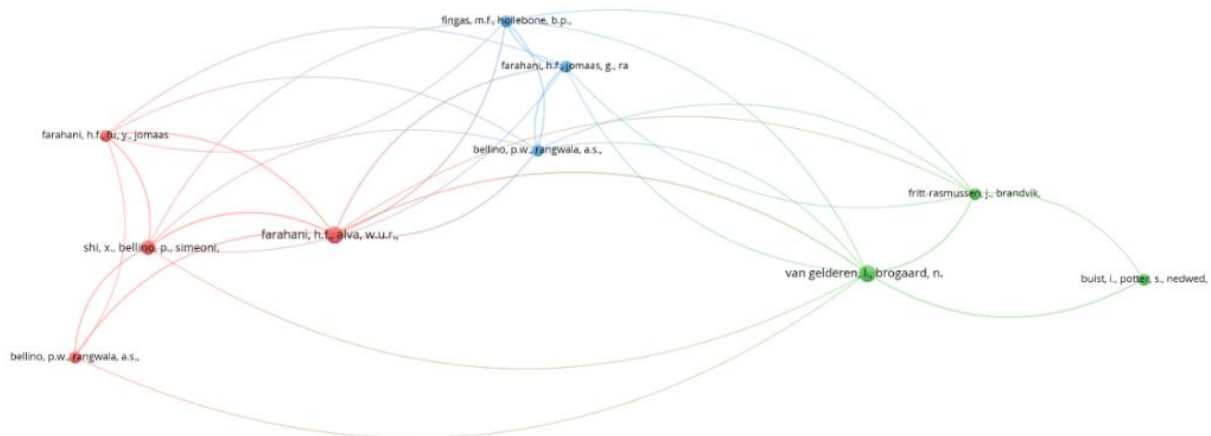 fingas, m.f., hollebone, b.p.,
farahani, h.f., jomaas, g., ra
farahani, h.f., fu, y., jomaas
bellino, p.w., rangwala, a.s.,
fritt-rasmussen, j., brandvik,
farahani, h.f., alva, w.u.r.,
shi, x., bellino, p., simeoni,
van gelderen, l., brogaard, n.
buist, i., potter, s., nedwed,
bellino, p.w., rangwala, a.s.,